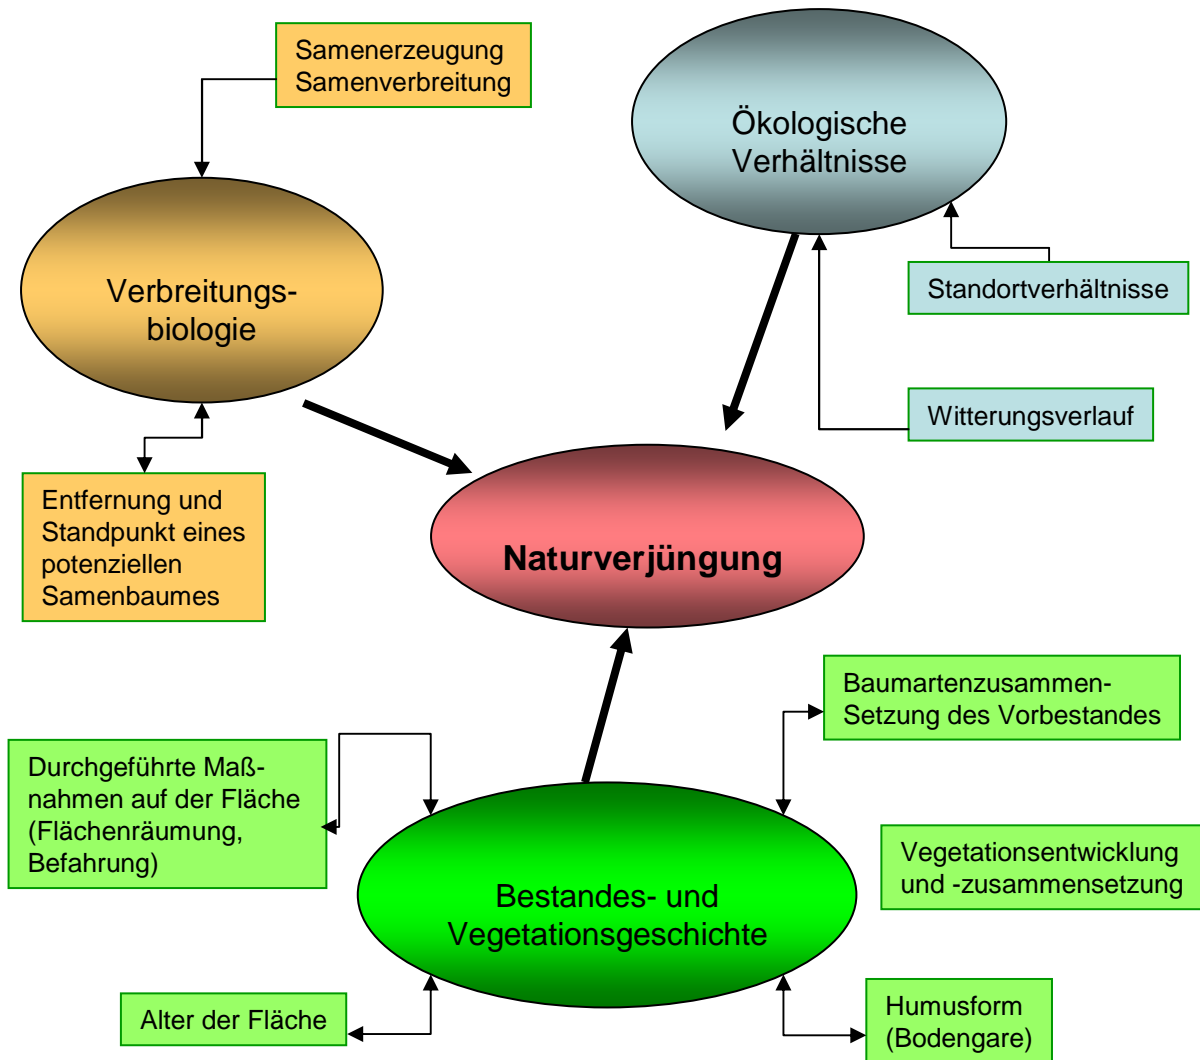 Samenerzeugung
Samenverbreitung
Ökologische
Verhältnisse
Verbreitungs-
biologie
Standortverhältnisse
Witterungsverlauf
Entfernung und
Standpunkt eines
potenziellen
Samenbaumes
Naturverjüngung
Baumartenzusammen-
Setzung des Vorbestandes
Durchgeführte Maß-
nahmen auf der Fläche
(Flächenräumung,
Befahrung)
Vegetationsentwicklung
und -zusammensetzung
Bestandes- und
Vegetationsgeschichte
Alter der Fläche
Humusform
(Bodengare)